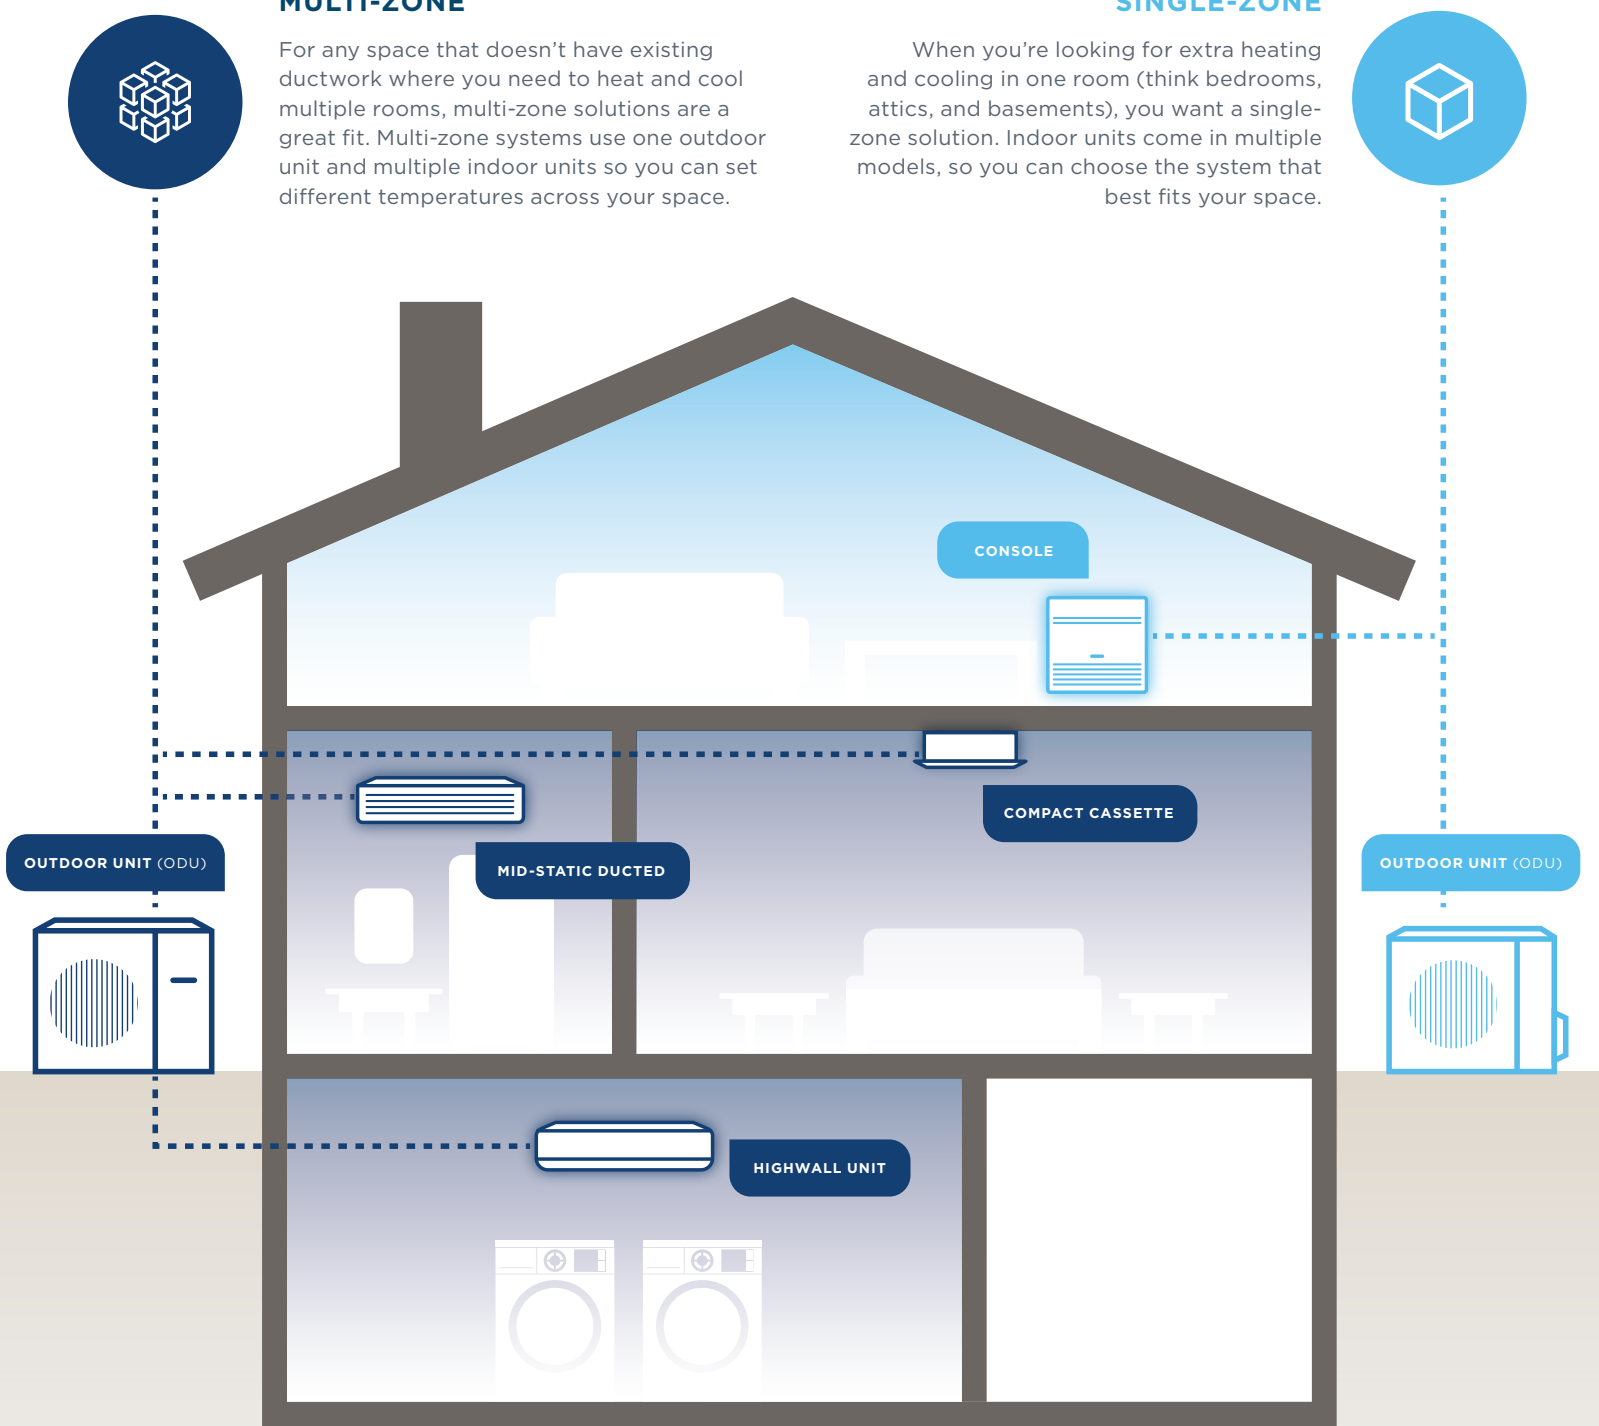 MULTI-ZONE
For any space that doesn’t have existing
ductwork where you need to heat and cool
multiple rooms, multi-zone solutions are a
great fit. Multi-zone systems use one outdoor
unit and multiple indoor units so you can set
different temperatures across your space.
SINGLE-ZONE
When you’re looking for extra heating
and cooling in one room (think bedrooms,
attics, and basements), you want a single-
zone solution. Indoor units come in multiple
models, so you can choose the system that
best fits your space.
CONSOLE
COMPACT CASSETTE
OUTDOOR UNIT (ODU)
MID-STATIC DUCTED
OUTDOOR UNIT (ODU)
HIGHWALL UNIT